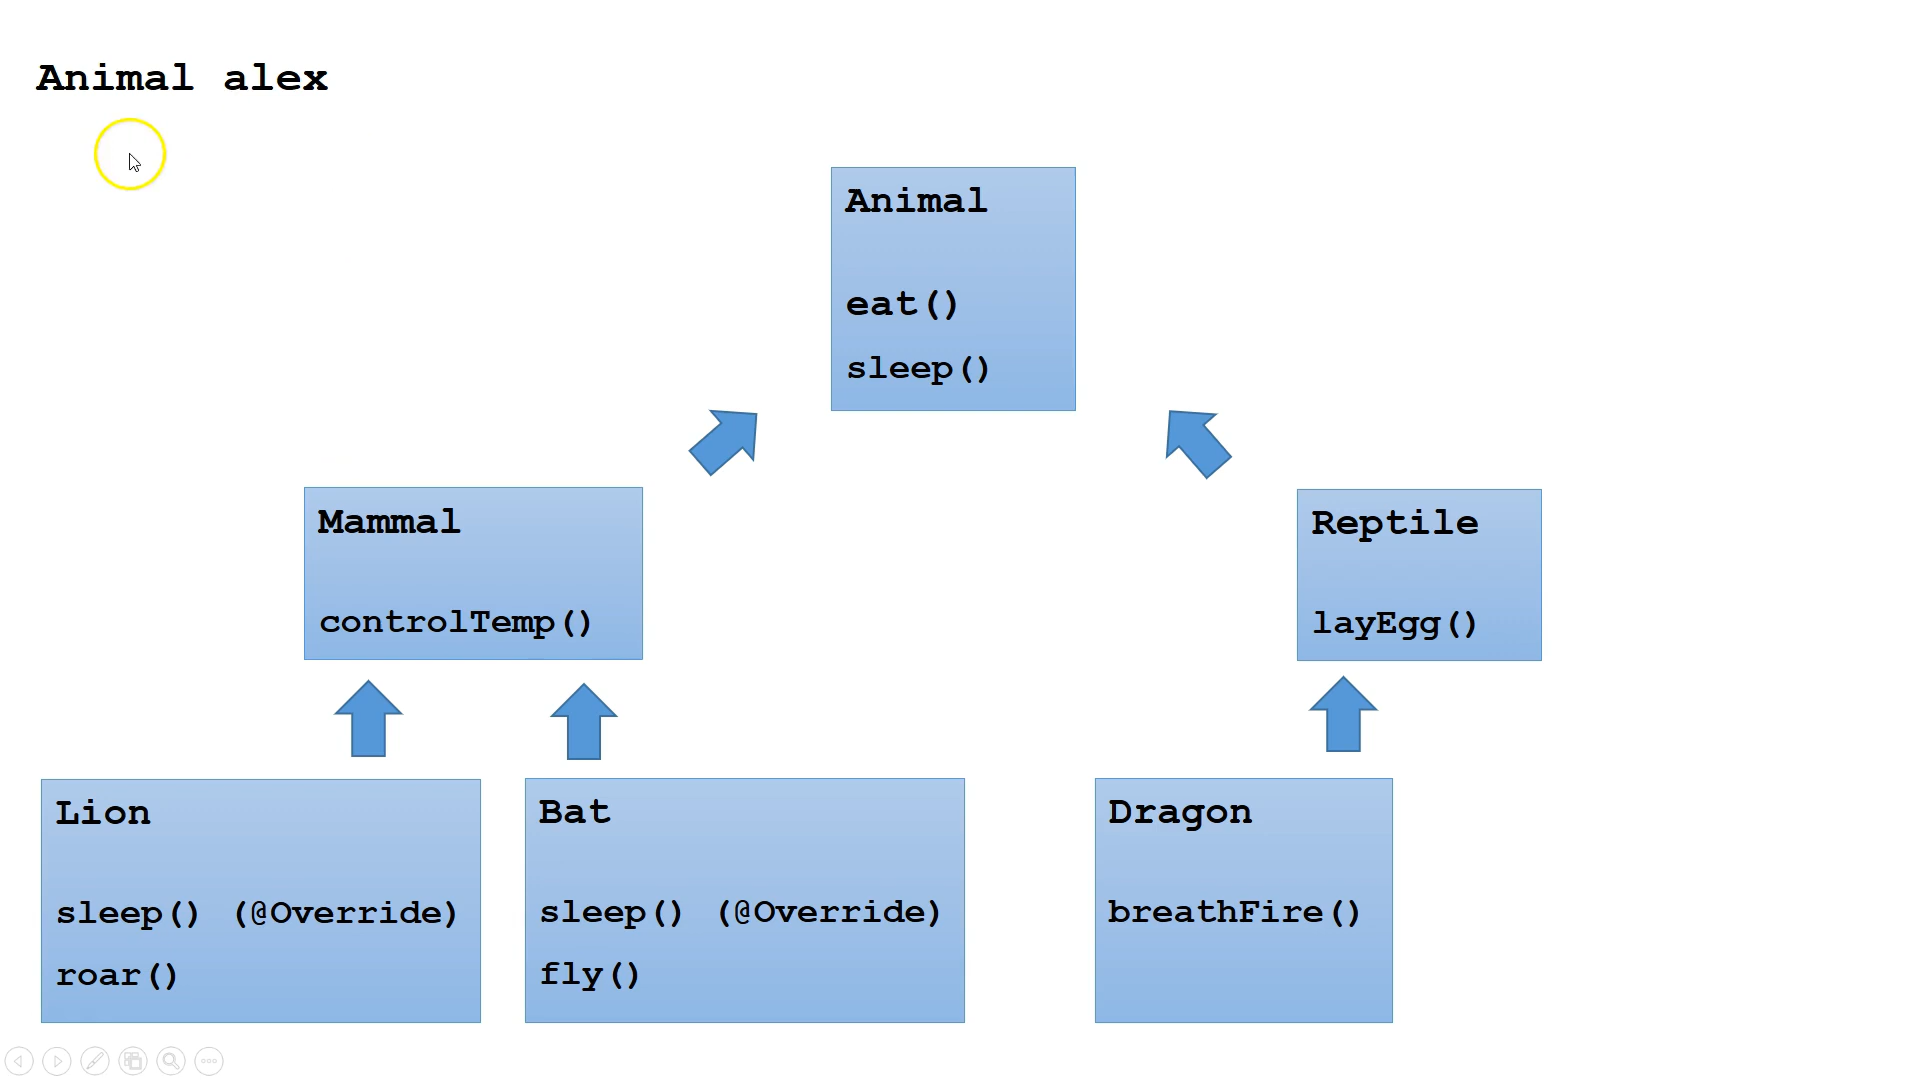 Animal alex
Animal
eat()
sleep()
Mammal
controlTemp()
Reptile
layEgg()
Lion
sleep() (@Override)
roar()
Bat
sleep() (@Override)
fly()
Dragon
breathFire()